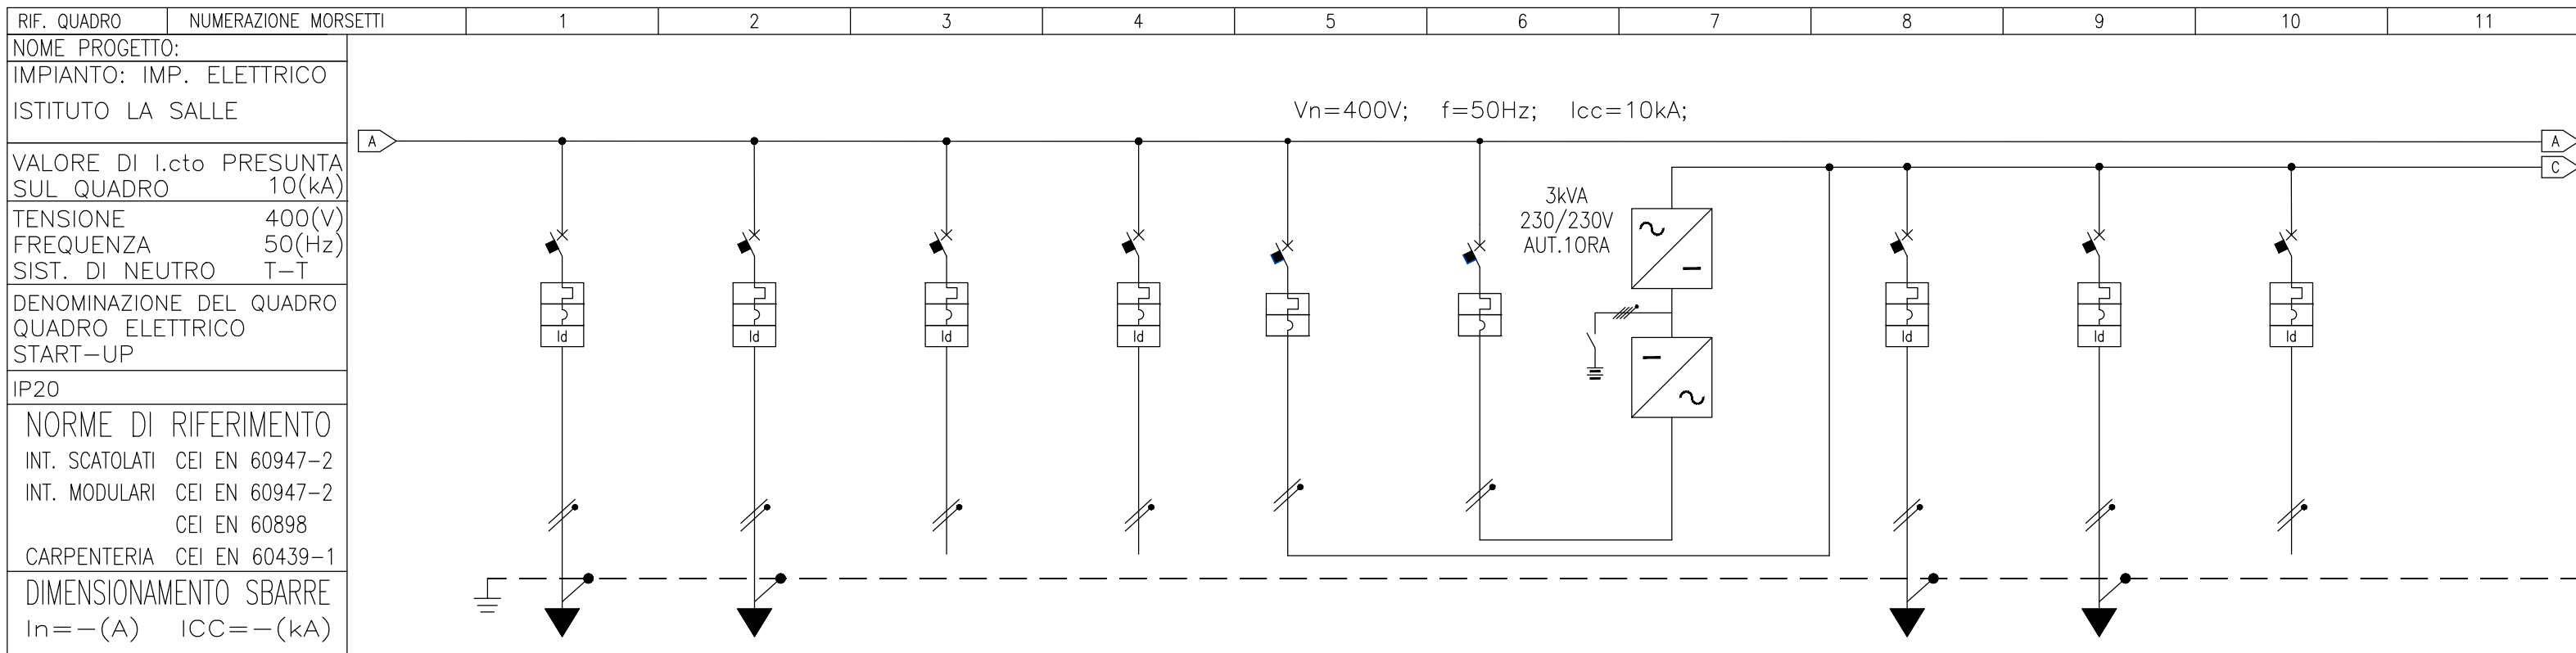 RIF. QUADRO NUMERAZIONE MORSETTI 1 2 3 4 5 6 7 8 9 10 11
NOME PROGETTO:
IMPIANTO: IMP. ELETTRICO
ISTITUTO LA SALLE
Vn=400V; f=50Hz; Icc=10kA;
A A
VALORE DI I.cto PRESUNTA
SUL QUADRO 10(kA)
C
TENSIONE 400(V)
FREQUENZA 50(Hz)
SIST. DI NEUTRO T-T
3kVA
230/230V
AUT.1ORA
DENOMINAZIONE DEL QUADRO
QUADRO ELETTRICO
START-UP
Id Id Id Id Id Id Id
IP20
NORME DI RIFERIMENTO
INT. SCATOLATI CEI EN 60947-2
INT. MODULARI CEI EN 60947-2
CEI EN 60898
CARPENTERIA CEI EN 60439-1
DIMENSIONAMENTO SBARRE
In=-(A) ICC=-(kA)